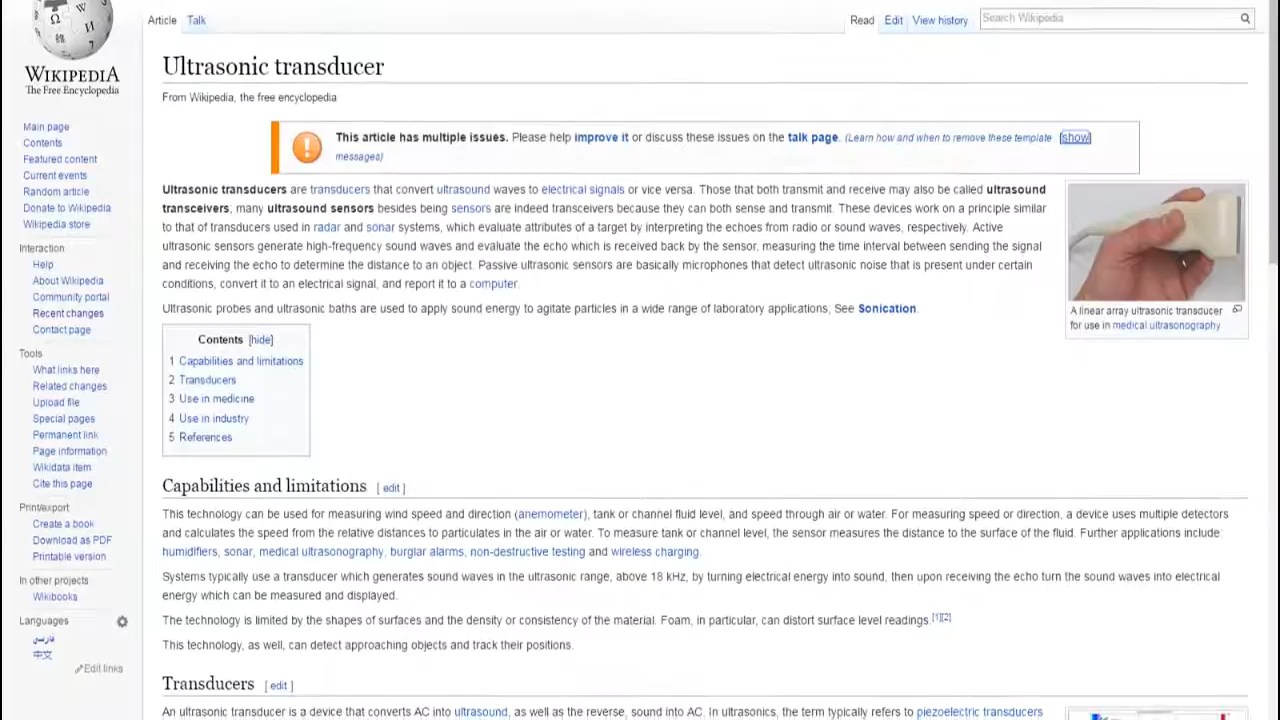 Article Talk Read Edit View history Search Wikipedia
WIKIPEDIA
The Free Encyclopedia
Main page
Contents
Featured content
Current events
Random article
Donate to Wikipedia
Wikipedia store
Interaction
Help
About Wikipedia
Community portal
Recent changes
Contact page
Tools
What links here
Related changes
Upload file
Special pages
Permanent link
Page information
Wikidata item
Cite this page
Print/export
Create a book
Download as PDF
Printable version
In other projects
Wikibooks
Languages
فارسی
中文
Edit links
Ultrasonic transducer
From Wikipedia, the free encyclopedia
This article has multiple issues. Please help improve it or discuss these issues on the talk page. (Learn how and when to remove these template [show]
messages)
Ultrasonic transducers are transducers that convert ultrasound waves to electrical signals or vice versa. Those that both transmit and receive may also be called ultrasound
transceivers; many ultrasound sensors besides being sensors are indeed transceivers because they can both sense and transmit. These devices work on a principle similar
to that of transducers used in radar and sonar systems, which evaluate attributes of a target by interpreting the echoes from radio or sound waves, respectively. Active
ultrasonic sensors generate high-frequency sound waves and evaluate the echo which is received back by the sensor, measuring the time interval between sending the signal
and receiving the echo to determine the distance to an object. Passive ultrasonic sensors are basically microphones that detect ultrasonic noise that is present under certain
conditions, convert it to an electrical signal, and report it to a computer.
Ultrasonic probes and ultrasonic baths are used to apply sound energy to agitate particles in a wide range of laboratory applications, See Sonication.
A linear array ultrasonic transducer
for use in medical ultrasonography
Contents [hide]
1 Capabilities and limitations
2 Transducers
3 Use in medicine
4 Use in industry
5 References
Capabilities and limitations [ edit ]
This technology can be used for measuring wind speed and direction (anemometer), tank or channel fluid level, and speed through air or water. For measuring speed or direction, a device uses multiple detectors
and calculates the speed from the relative distances to particulates in the air or water. To measure tank or channel level, the sensor measures the distance to the surface of the fluid. Further applications include:
humidifiers, sonar, medical ultrasonography, burglar alarms, non-destructive testing and wireless charging.
Systems typically use a transducer which generates sound waves in the ultrasonic range, above 18 kHz, by turning electrical energy into sound, then upon receiving the echo turn the sound waves into electrical
energy which can be measured and displayed.
The technology is limited by the shapes of surfaces and the density or consistency of the material. Foam, in particular, can distort surface level readings.[1][2]
This technology, as well, can detect approaching objects and track their positions.
Transducers [ edit ]
An ultrasonic transducer is a device that converts AC into ultrasound, as well as the reverse, sound into AC. In ultrasonics, the term typically refers to piezoelectric transducers